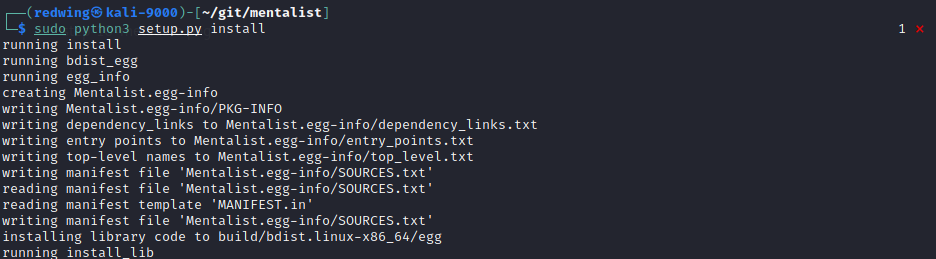 ┌──(redwing㉿kali-9000)-[~/git/mentalist]
└─$ sudo python3 setup.py install 1 ✗
running install
running bdist_egg
running egg_info
creating Mentalist.egg-info
writing Mentalist.egg-info/PKG-INFO
writing dependency_links to Mentalist.egg-info/dependency_links.txt
writing entry points to Mentalist.egg-info/entry_points.txt
writing top-level names to Mentalist.egg-info/top_level.txt
writing manifest file 'Mentalist.egg-info/SOURCES.txt'
reading manifest file 'Mentalist.egg-info/SOURCES.txt'
reading manifest template 'MANIFEST.in'
writing manifest file 'Mentalist.egg-info/SOURCES.txt'
installing library code to build/bdist.linux-x86_64/egg
running install_lib